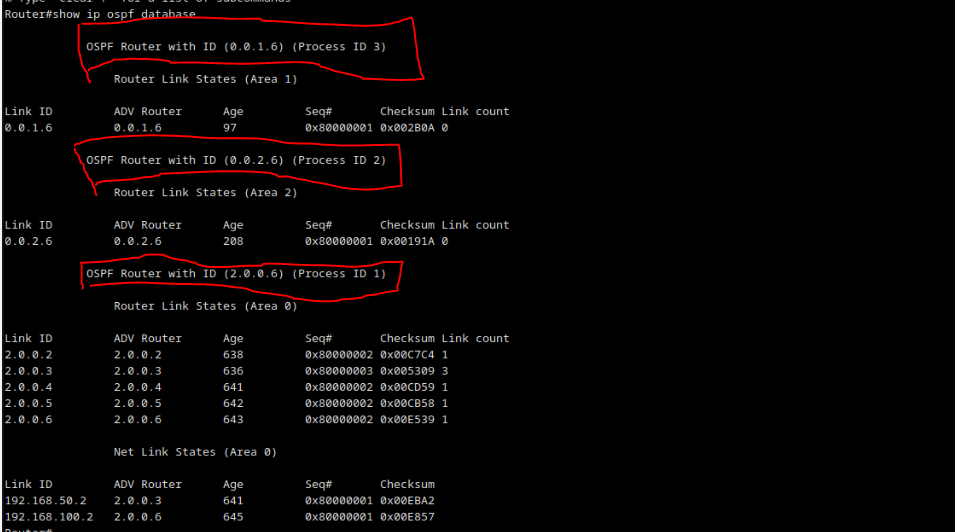 % Type "clear ?" for a list of subcommands
Router#show ip ospf database
OSPF Router with ID (0.0.1.6) (Process ID 3)
Router Link States (Area 1)
Link ID ADV Router Age Seq# Checksum Link count
0.0.1.6 0.0.1.6 97 0x80000001 0x002B0A 0
OSPF Router with ID (0.0.2.6) (Process ID 2)
Router Link States (Area 2)
Link ID ADV Router Age Seq# Checksum Link count
0.0.2.6 0.0.2.6 208 0x80000001 0x00191A 0
OSPF Router with ID (2.0.0.6) (Process ID 1)
Router Link States (Area 0)
Link ID ADV Router Age Seq# Checksum Link count
2.0.0.2 2.0.0.2 638 0x80000002 0x00C7C4 1
2.0.0.3 2.0.0.3 636 0x80000003 0x005309 3
2.0.0.4 2.0.0.4 641 0x80000002 0x00CD59 1
2.0.0.5 2.0.0.5 642 0x80000002 0x00CB58 1
2.0.0.6 2.0.0.6 643 0x80000002 0x00E539 1
Net Link States (Area 0)
Link ID ADV Router Age Seq# Checksum
192.168.50.2 2.0.0.3 641 0x80000001 0x00EBA2
192.168.100.2 2.0.0.6 645 0x80000001 0x00E857
Router#